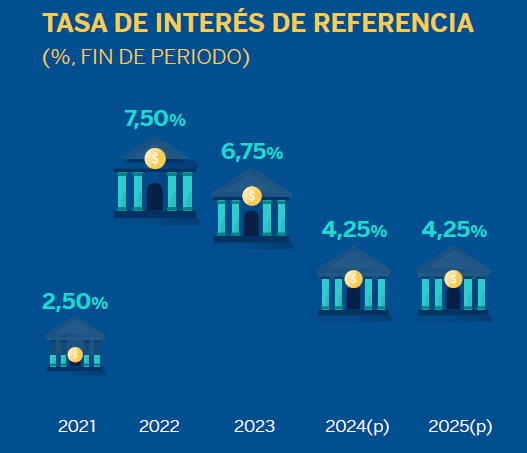 TASA DE INTERÉS DE REFERENCIA
(%, FIN DE PERIODO)
7,50%
6,75%
4,25% 4,25%
2,50%
$ $ $ $ $
2021 2022 2023 2024(p) 2025(p)